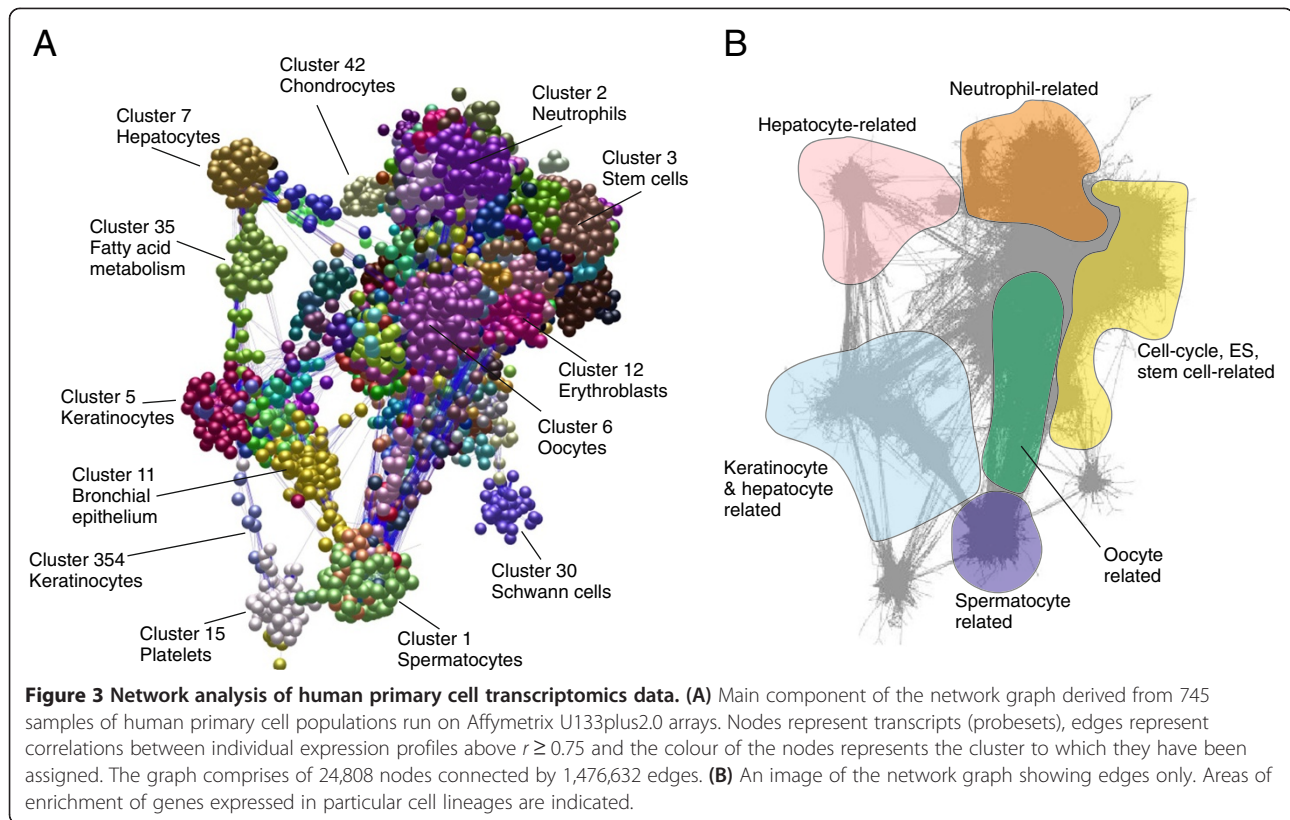 A
B
Cluster 42
Chondrocytes
Cluster 7
Hepatocytes
Cluster 2
Neutrophils
Cluster 3
Stem cells
Cluster 35
Fatty acid
metabolism
Cluster 12
Erythroblasts
Cluster 5
Keratinocytes
Cluster 6
Oocytes
Cluster 11
Bronchial
epithelium
Cluster 354
Keratinocytes
Cluster 30
Schwann cells
Cluster 15
Platelets
Cluster 1
Spermatocytes
Neutrophil-related
Hepatocyte-related
Cell-cycle, ES,
stem cell-related
Keratinocyte
& hepatocyte
related
Oocyte
related
Spermatocyte
related
Figure 3 Network analysis of human primary cell transcriptomics data. (A) Main component of the network graph derived from 745
samples of human primary cell populations run on Affymetrix U133plus2.0 arrays. Nodes represent transcripts (probesets), edges represent
correlations between individual expression profiles above r ≥ 0.75 and the colour of the nodes represents the cluster to which they have been
assigned. The graph comprises of 24,808 nodes connected by 1,476,632 edges. (B) An image of the network graph showing edges only. Areas of
enrichment of genes expressed in particular cell lineages are indicated.